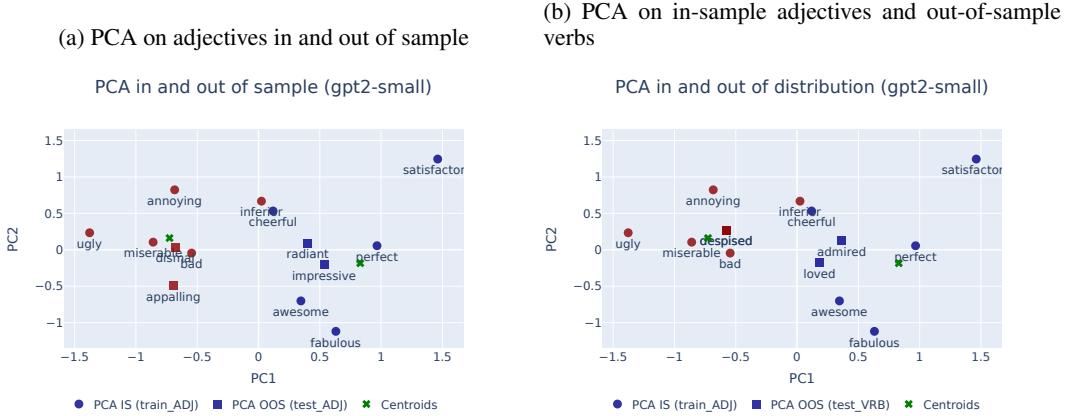 (a) PCA on adjectives in and out of sample
PCA in and out of sample (gpt2-small)
PC2
1.5
1
0.5
0
−0.5
−1
satisfactor
annoying
inferior
cheerful
ugly
miserable
dismal
bad
radiant
perfect
impressive
appalling
awesome
fabulous
−1.5
−1
−0.5
0
0.5
1
1.5
PC1
PCA IS (train_ADJ)
PCA OOS (test_ADJ)
Centroids
(b) PCA on in-sample adjectives and out-of-sample
verbs
PCA in and out of distribution (gpt2-small)
PC2
1.5
1
0.5
0
−0.5
−1
satisfactor
annoying
inferior
cheerful
ugly
despised
miserable
bad
admired
perfect
loved
awesome
fabulous
−1.5
−1
−0.5
0
0.5
1
1.5
PC1
PCA IS (train_ADJ)
PCA OOS (test_VRB)
Centroids